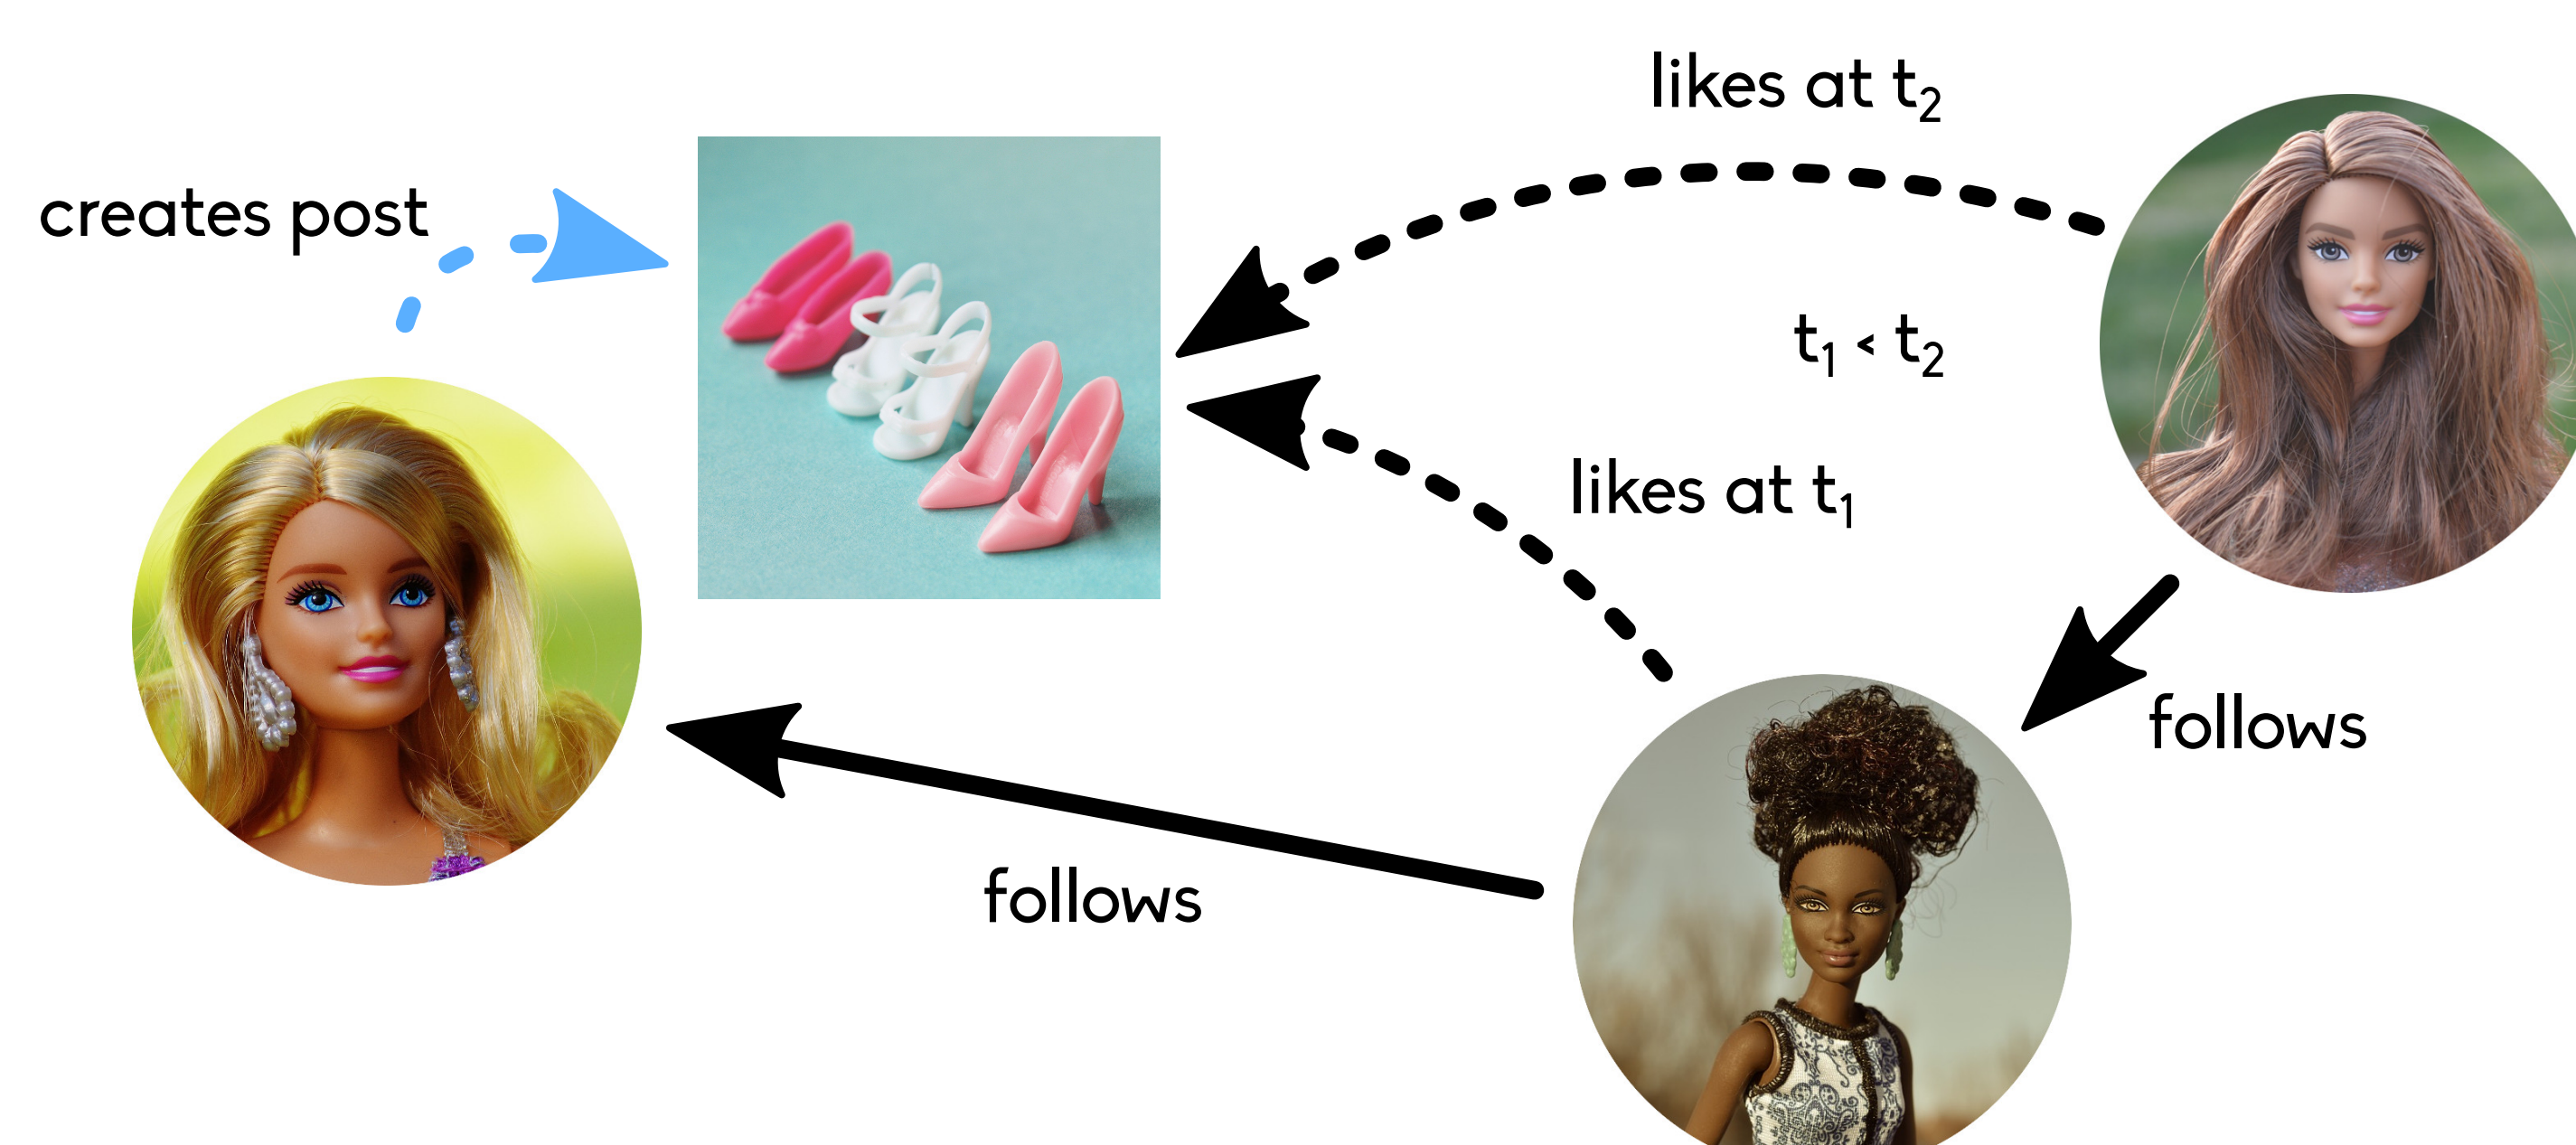 likes at t₂
creates post
t₁ < t₂
likes at t₁
follows
follows